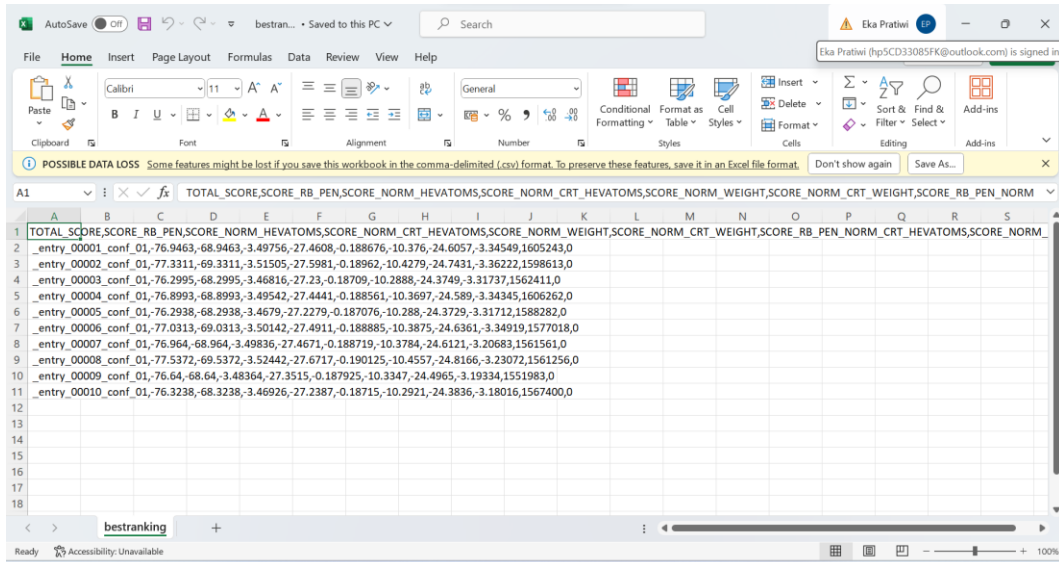 AutoSave Off bestran... • Saved to this PC Search Eka Pratiwi EP
File Home Insert Page Layout Formulas Data Review View Help
Eka Pratiwi (hp5CD33085FK@outlook.com) is signed in
Paste Calibri 11 A^ A˅ General Conditional Formatting Format as Table Cell Styles Insert Delete Format Sort & Filter Find & Select Add-ins
B I U A % 9
Clipboard Font Alignment Number Styles Cells Editing Add-ins
POSSIBLE DATA LOSS Some features might be lost if you save this workbook in the comma-delimited (.csv) format. To preserve these features, save it in an Excel file format. Don't show again Save As...
A1 fx TOTAL_SCORE,SCORE_RB_PEN,SCORE_NORM_HEVATOMS,SCORE_NORM_CRT_HEVATOMS,SCORE_NORM_WEIGHT,SCORE_NORM_CRT_WEIGHT,SCORE_RB_PEN_NORM
A B C D E F G H I J K L M N O P Q R S
1 TOTAL_SCORE,SCORE_RB_PEN,SCORE_NORM_HEVATOMS,SCORE_NORM_CRT_HEVATOMS,SCORE_NORM_WEIGHT,SCORE_NORM_CRT_WEIGHT,SCORE_RB_PEN_NORM_CRT_HEVATOMS,SCORE_NORM_
2 _entry_00001_conf_01,-76.9463,-68.9463,-3.49756,-27.4608,-0.188676,-10.376,-24.6057,-3.34549,1605243,0
3 _entry_00002_conf_01,-77.3311,-69.3311,-3.51505,-27.5981,-0.18962,-10.4279,-24.7431,-3.36222,1598613,0
4 _entry_00003_conf_01,-76.2995,-68.2995,-3.46816,-27.23,-0.18709,-10.2888,-24.3749,-3.31737,1562411,0
5 _entry_00004_conf_01,-76.8993,-68.8993,-3.49542,-27.4441,-0.188561,-10.3697,-24.589,-3.34345,1606262,0
6 _entry_00005_conf_01,-76.2938,-68.2938,-3.4679,-27.2279,-0.187076,-10.288,-24.3729,-3.31712,1588282,0
7 _entry_00006_conf_01,-77.0313,-69.0313,-3.50142,-27.4911,-0.188885,-10.3875,-24.6361,-3.34919,1577018,0
8 _entry_00007_conf_01,-76.964,-68.964,-3.49836,-27.4671,-0.188719,-10.3784,-24.6121,-3.20683,1561561,0
9 _entry_00008_conf_01,-77.5372,-69.5372,-3.52442,-27.6717,-0.190125,-10.4557,-24.8166,-3.23072,1561256,0
10 _entry_00009_conf_01,-76.64,-68.64,-3.48364,-27.3515,-0.187925,-10.3347,-24.4965,-3.19334,1551983,0
11 _entry_00010_conf_01,-76.3238,-68.3238,-3.46926,-27.2387,-0.18715,-10.2921,-24.3836,-3.18016,1567400,0
12
13
14
15
16
17
18
bestranking
Ready Accessibility: Unavailable 100%